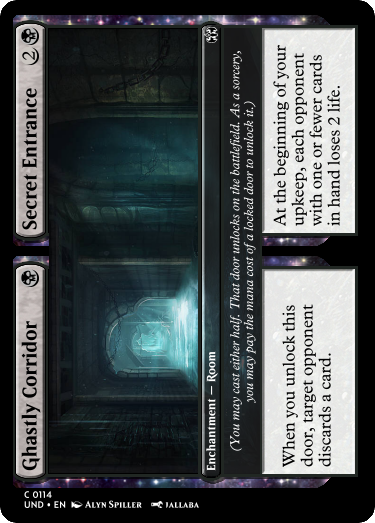 Ghastly Corridor
Secret Entrance 2
Enchantment — Room
(You may cast either half. That door unlocks on the battlefield. As a sorcery,
you may pay the mana cost of a locked door to unlock it.)
When you unlock this
door, target opponent
discards a card.
At the beginning of your
upkeep, each opponent
with one or fewer cards
in hand loses 2 life.
C 0114
UND • EN ALYN SPILLER JALLABA